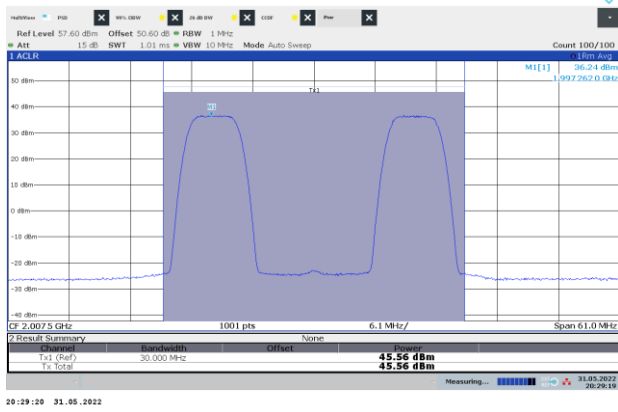 MultiView PSD X 99% OBW X 26 dB BW X CCDF X Pwr X
Ref Level 57.60 dBm Offset 50.60 dB RBW 1 MHz
Att 15 dB SWT 1.01 ms VBW 10 MHz Mode Auto Sweep Count 100/100
1 ACLR 1Rm Avg
M1[1] 36.24 dBm
1.997262 0 GHz
50 dBm
Tx1
40 dBm
M1
30 dBm
20 dBm
10 dBm
0 dBm
-10 dBm
-20 dBm
-30 dBm
-40 dBm
CF 2.0075 GHz 1001 pts 6.1 MHz/ Span 61.0 MHz
2 Result Summary None
Channel Bandwidth Offset Power
Tx1 (Ref) 30.000 MHz 45.56 dBm
Tx Total 45.56 dBm
Measuring... 31.05.2022
20:29:19
20:29:20 31.05.2022